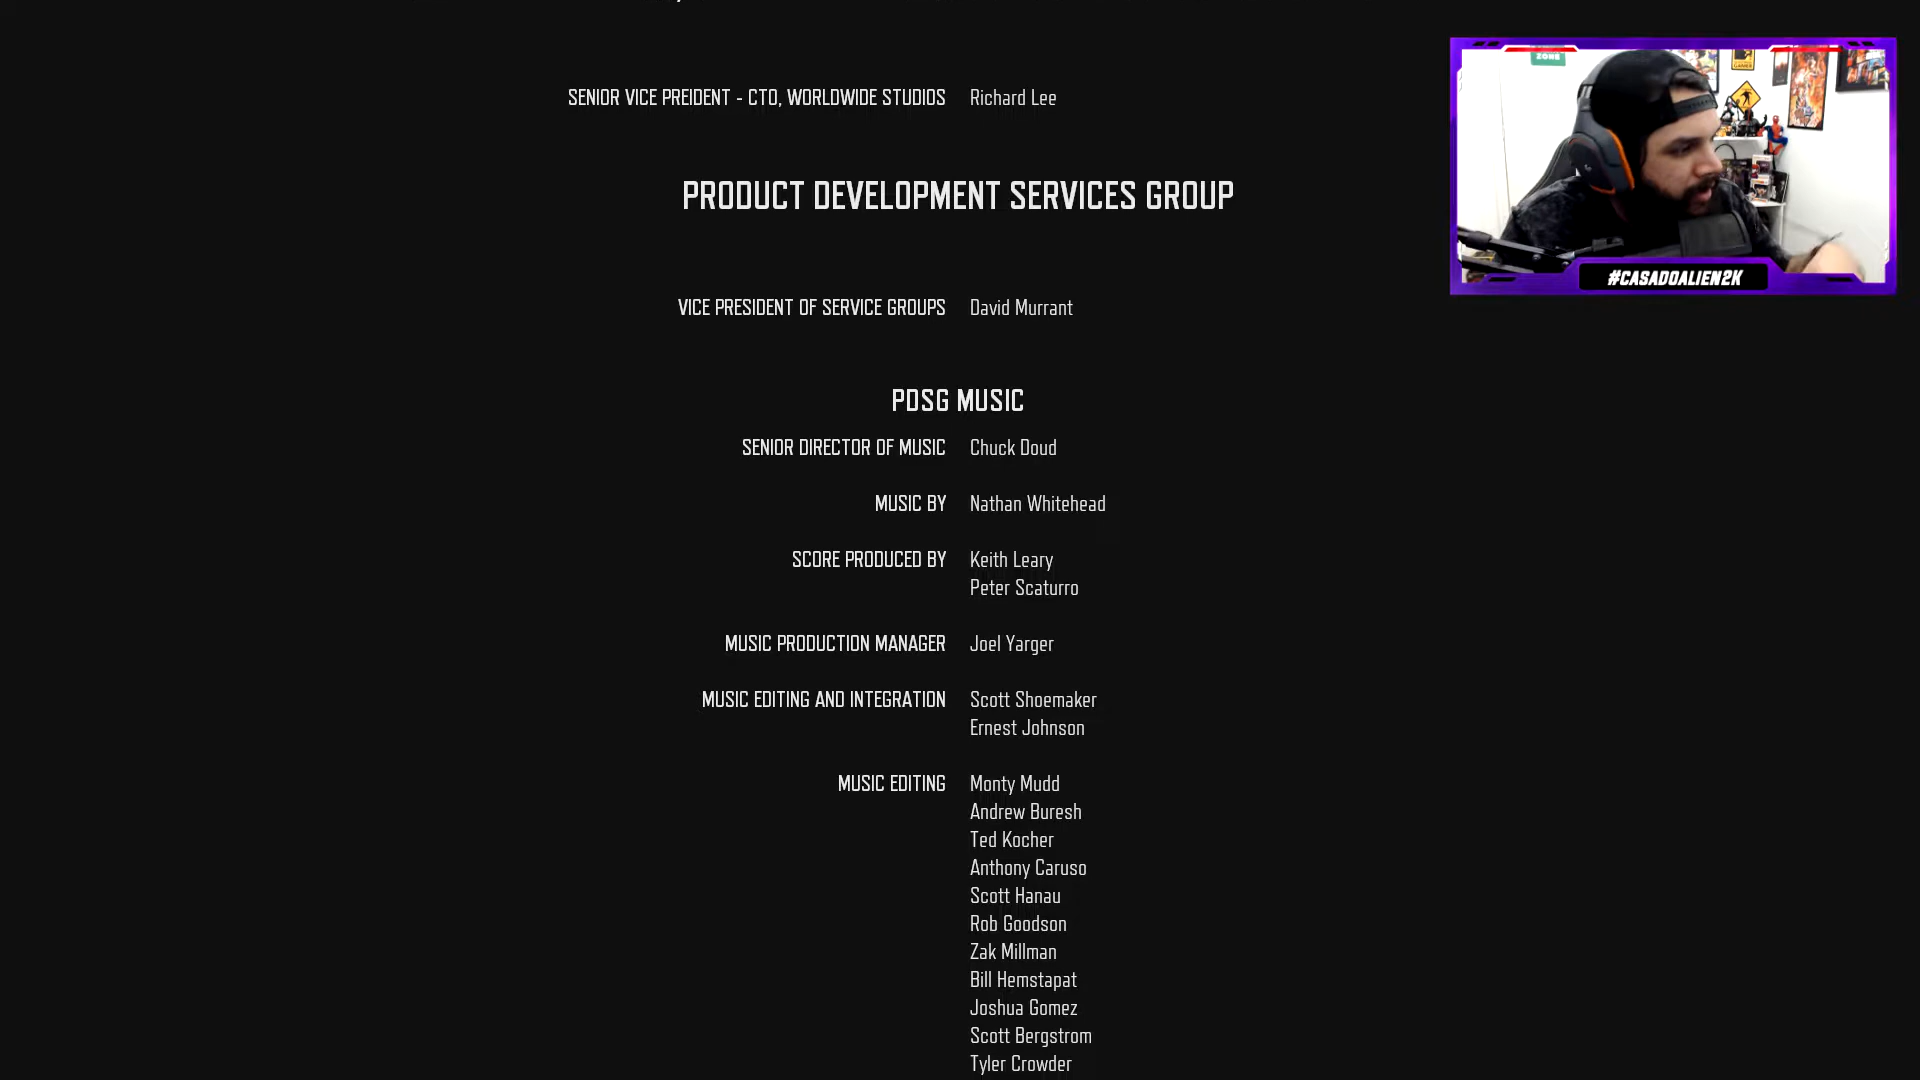 SENIOR VICE PREIDENT - CTO, WORLDWIDE STUDIOS Richard Lee
PRODUCT DEVELOPMENT SERVICES GROUP
VICE PRESIDENT OF SERVICE GROUPS David Murrant
PDSG MUSIC
SENIOR DIRECTOR OF MUSIC Chuck Doud
MUSIC BY Nathan Whitehead
SCORE PRODUCED BY Keith Leary
Peter Scaturro
MUSIC PRODUCTION MANAGER Joel Yarger
MUSIC EDITING AND INTEGRATION Scott Shoemaker
Ernest Johnson
MUSIC EDITING Monty Mudd
Andrew Buresh
Ted Kocher
Anthony Caruso
Scott Hanau
Rob Goodson
Zak Millman
Bill Hemstapat
Joshua Gomez
Scott Bergstrom
Tyler Crowder
ZONE
#CASADOALIEN2K